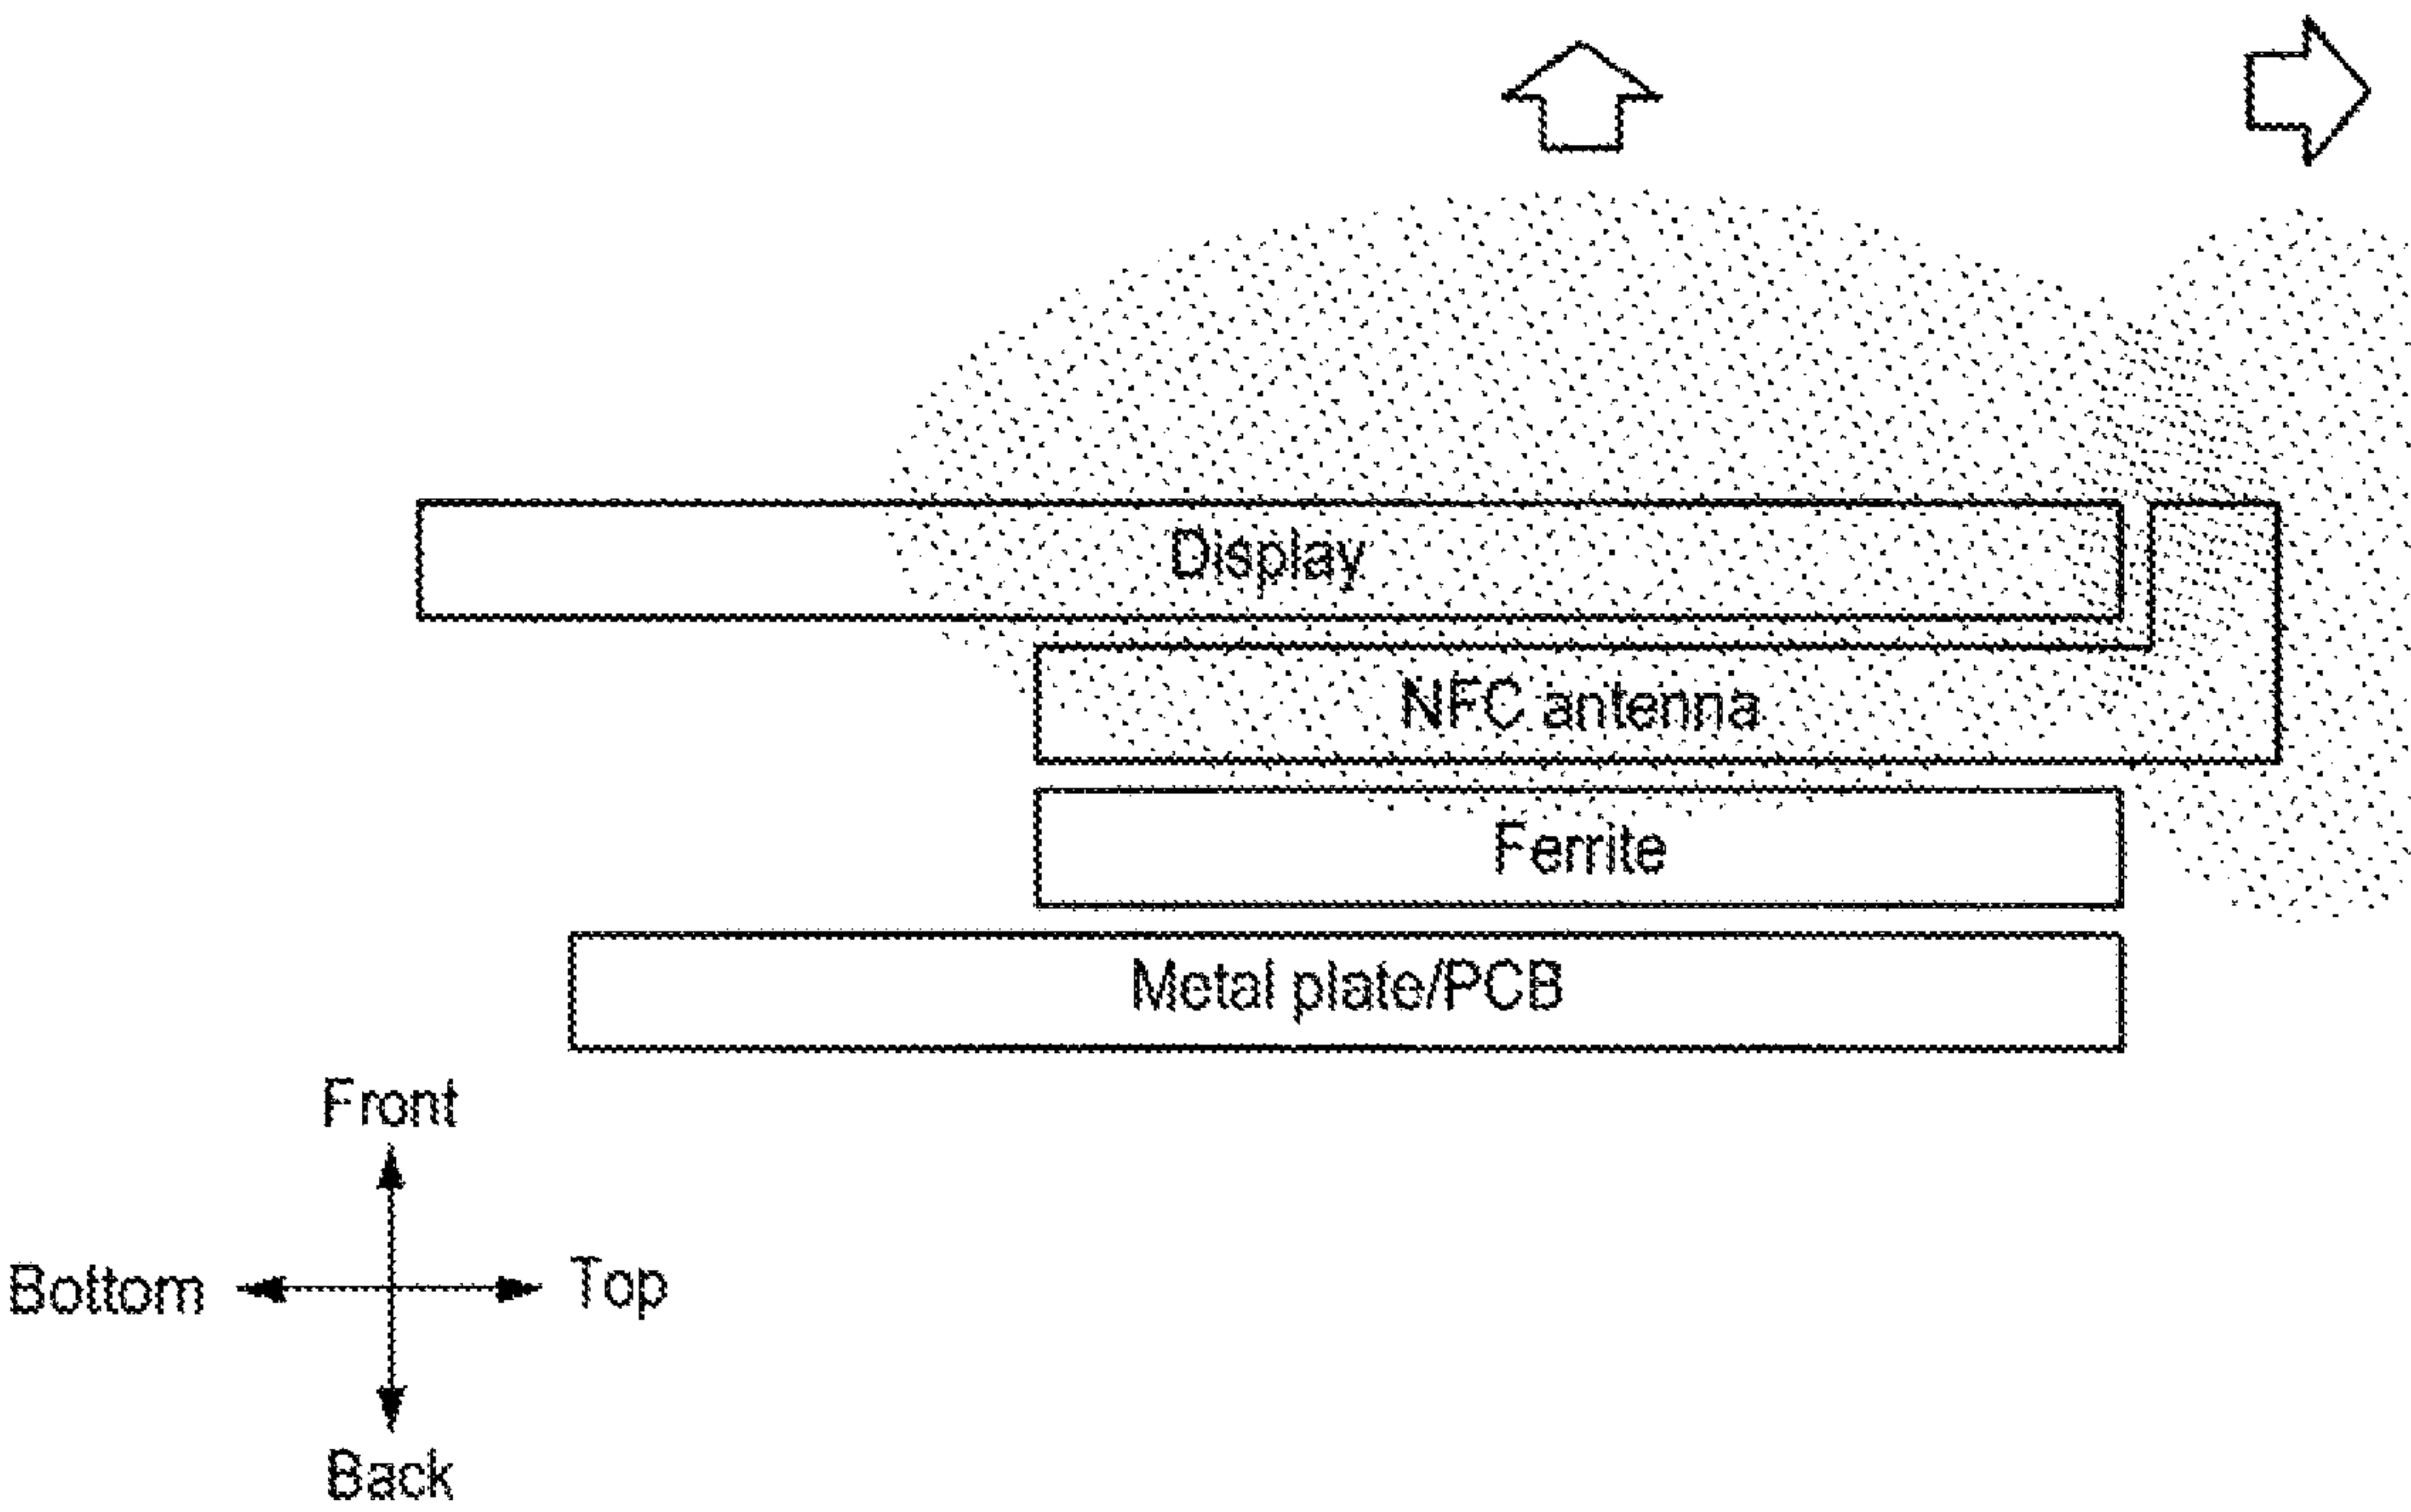 Display
NFC antenna
Ferrite
Metal plate/PCB
Front
Bottom
Top
Back